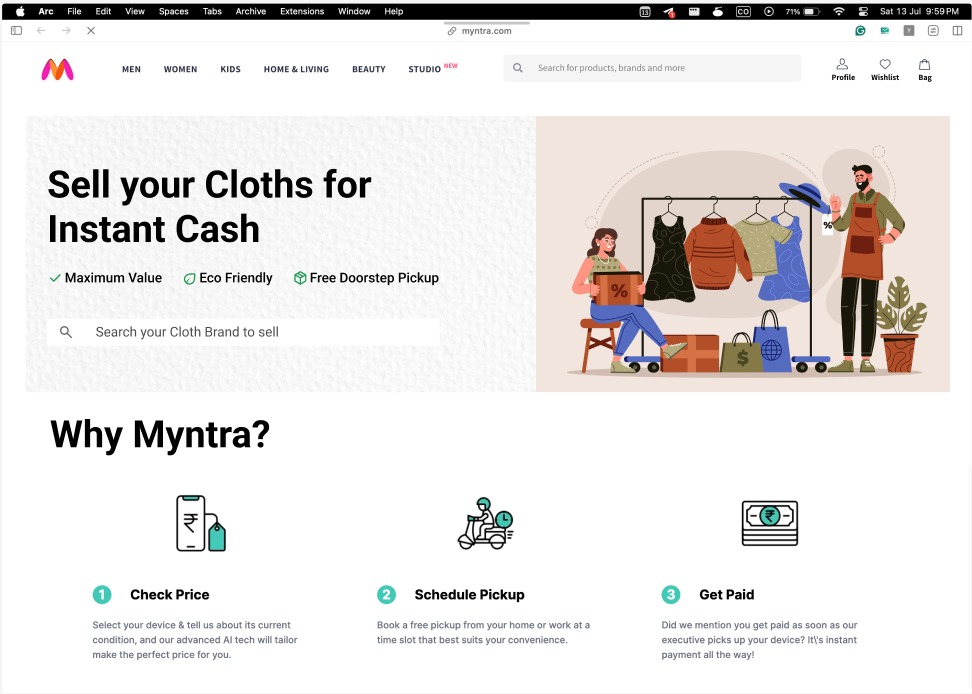 Arc File Edit View Spaces Tabs Archive Extensions Window Help 13 CO 71% Sat 13 Jul 9:59 PM
myntra.com
MEN WOMEN KIDS HOME & LIVING BEAUTY STUDIO NEW Search for products, brands and more Profile Wishlist Bag
Sell your Cloths for
Instant Cash
Maximum Value Eco Friendly Free Doorstep Pickup
Search your Cloth Brand to sell
%
%
$
Why Myntra?
₹ ₹
1 Check Price
Select your device & tell us about its current
condition, and our advanced AI tech will tailor
make the perfect price for you.
2 Schedule Pickup
Book a free pickup from your home or work at a
time slot that best suits your convenience.
3 Get Paid
Did we mention you get paid as soon as our
executive picks up your device? It\'s instant
payment all the way!